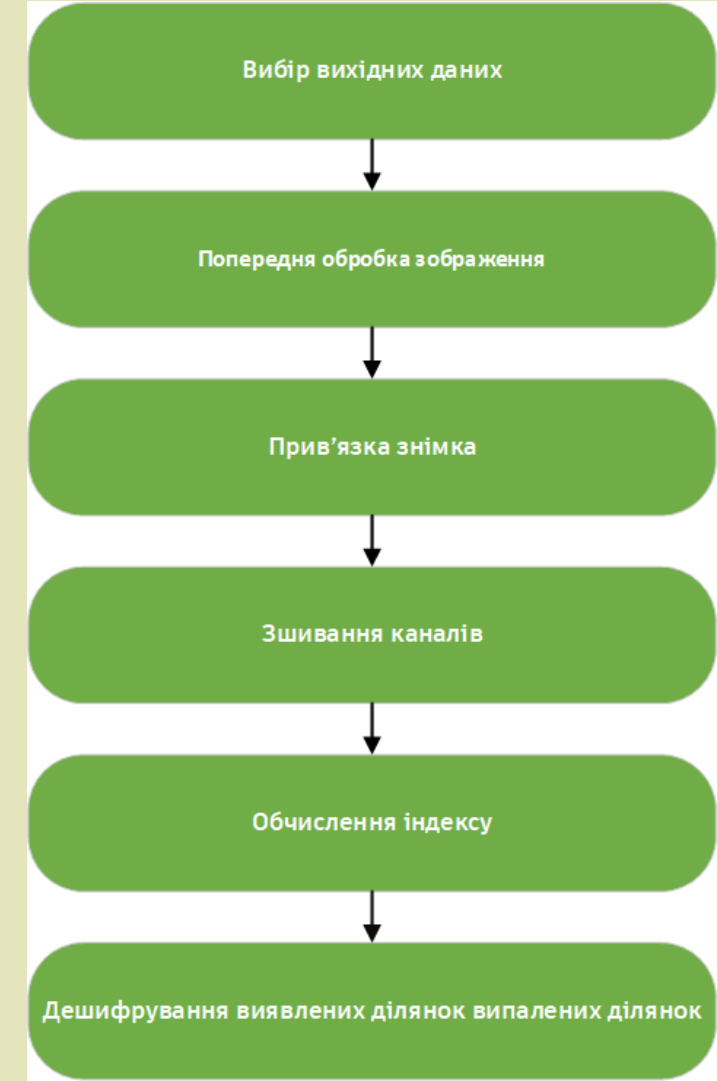 Вибір вихідних даних
Попередня обробка зображення
Прив’язка знімка
Зшивання каналів
Обчислення індексу
Дешифрування виявлених ділянок випалених ділянок